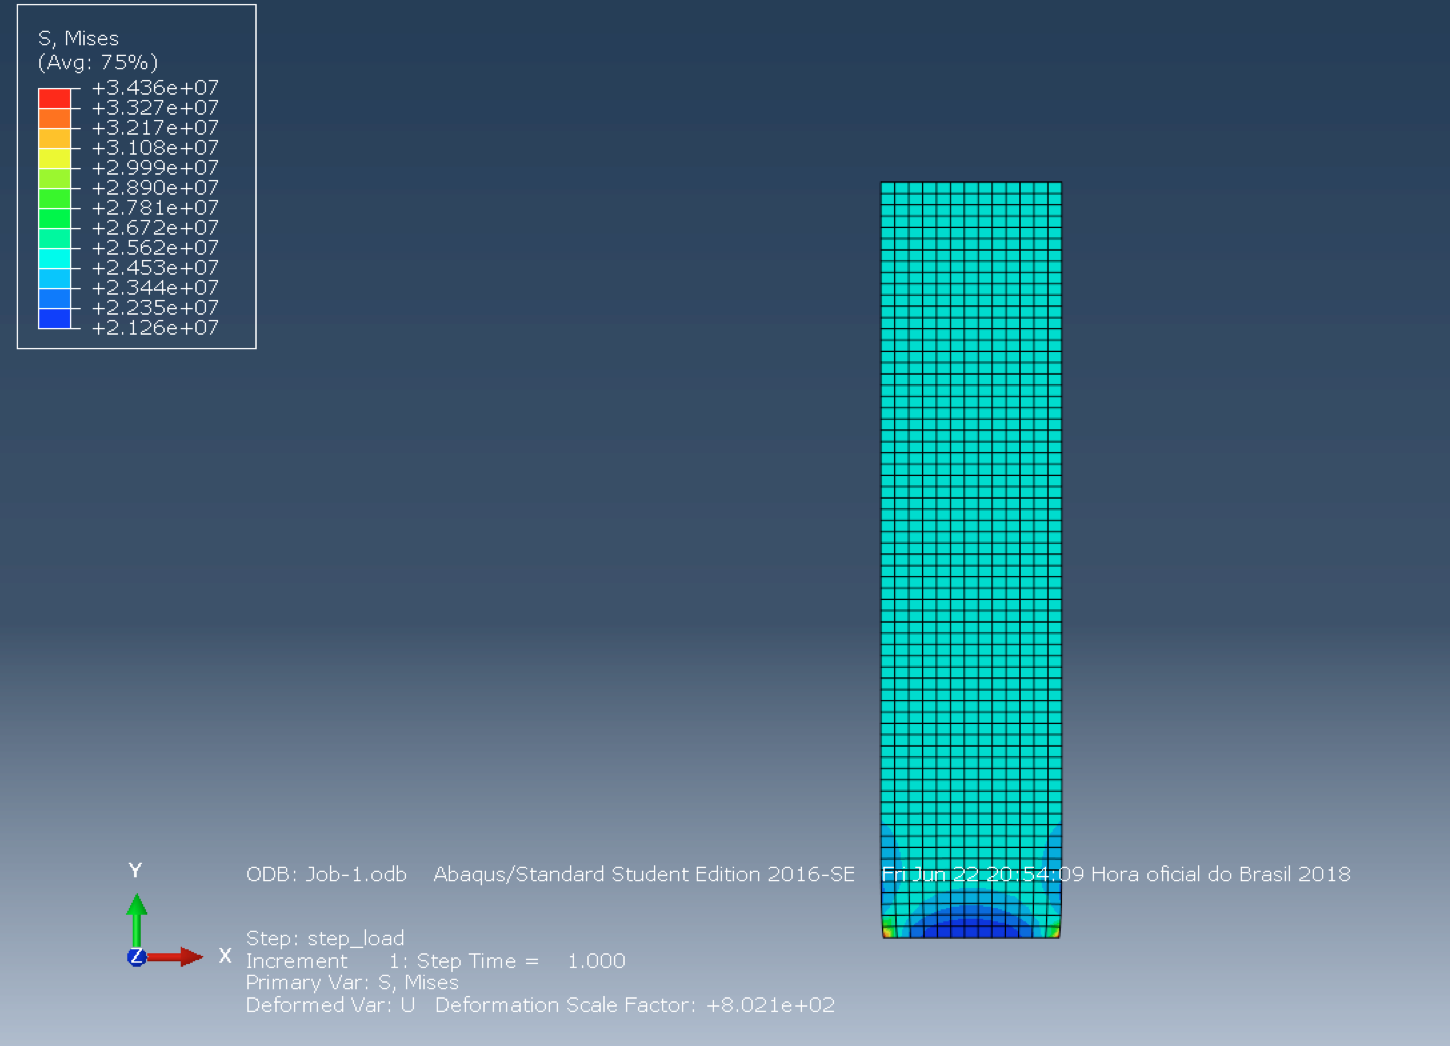 S, Mises
(Avg: 75%)
+3.436e+07
+3.327e+07
+3.217e+07
+3.108e+07
+2.999e+07
+2.890e+07
+2.781e+07
+2.672e+07
+2.562e+07
+2.453e+07
+2.344e+07
+2.235e+07
+2.126e+07
Y
Z
X
ODB: Job-1.odb Abaqus/Standard Student Edition 2016-SE Fri Jun 22 20:54:09 Hora oficial do Brasil 2018
Step: step_load
Increment 1: Step Time = 1.000
Primary Var: S, Mises
Deformed Var: U Deformation Scale Factor: +8.021e+02